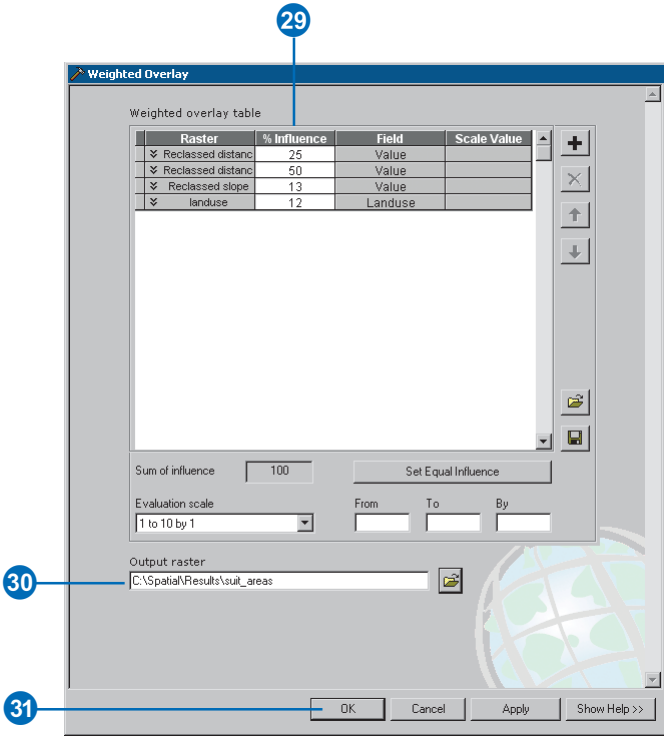 29
Weighted Overlay
Weighted overlay table
Raster % Influence Field Scale Value
Reclassed distanc 25 Value
Reclassed distanc 50 Value
Reclassed slope 13 Value
landuse 12 Landuse
Sum of influence 100 Set Equal Influence
Evaluation scale From To By
1 to 10 by 1
Output raster
30 C:\Spatial\Results\suit_areas
31 OK Cancel Apply Show Help >>